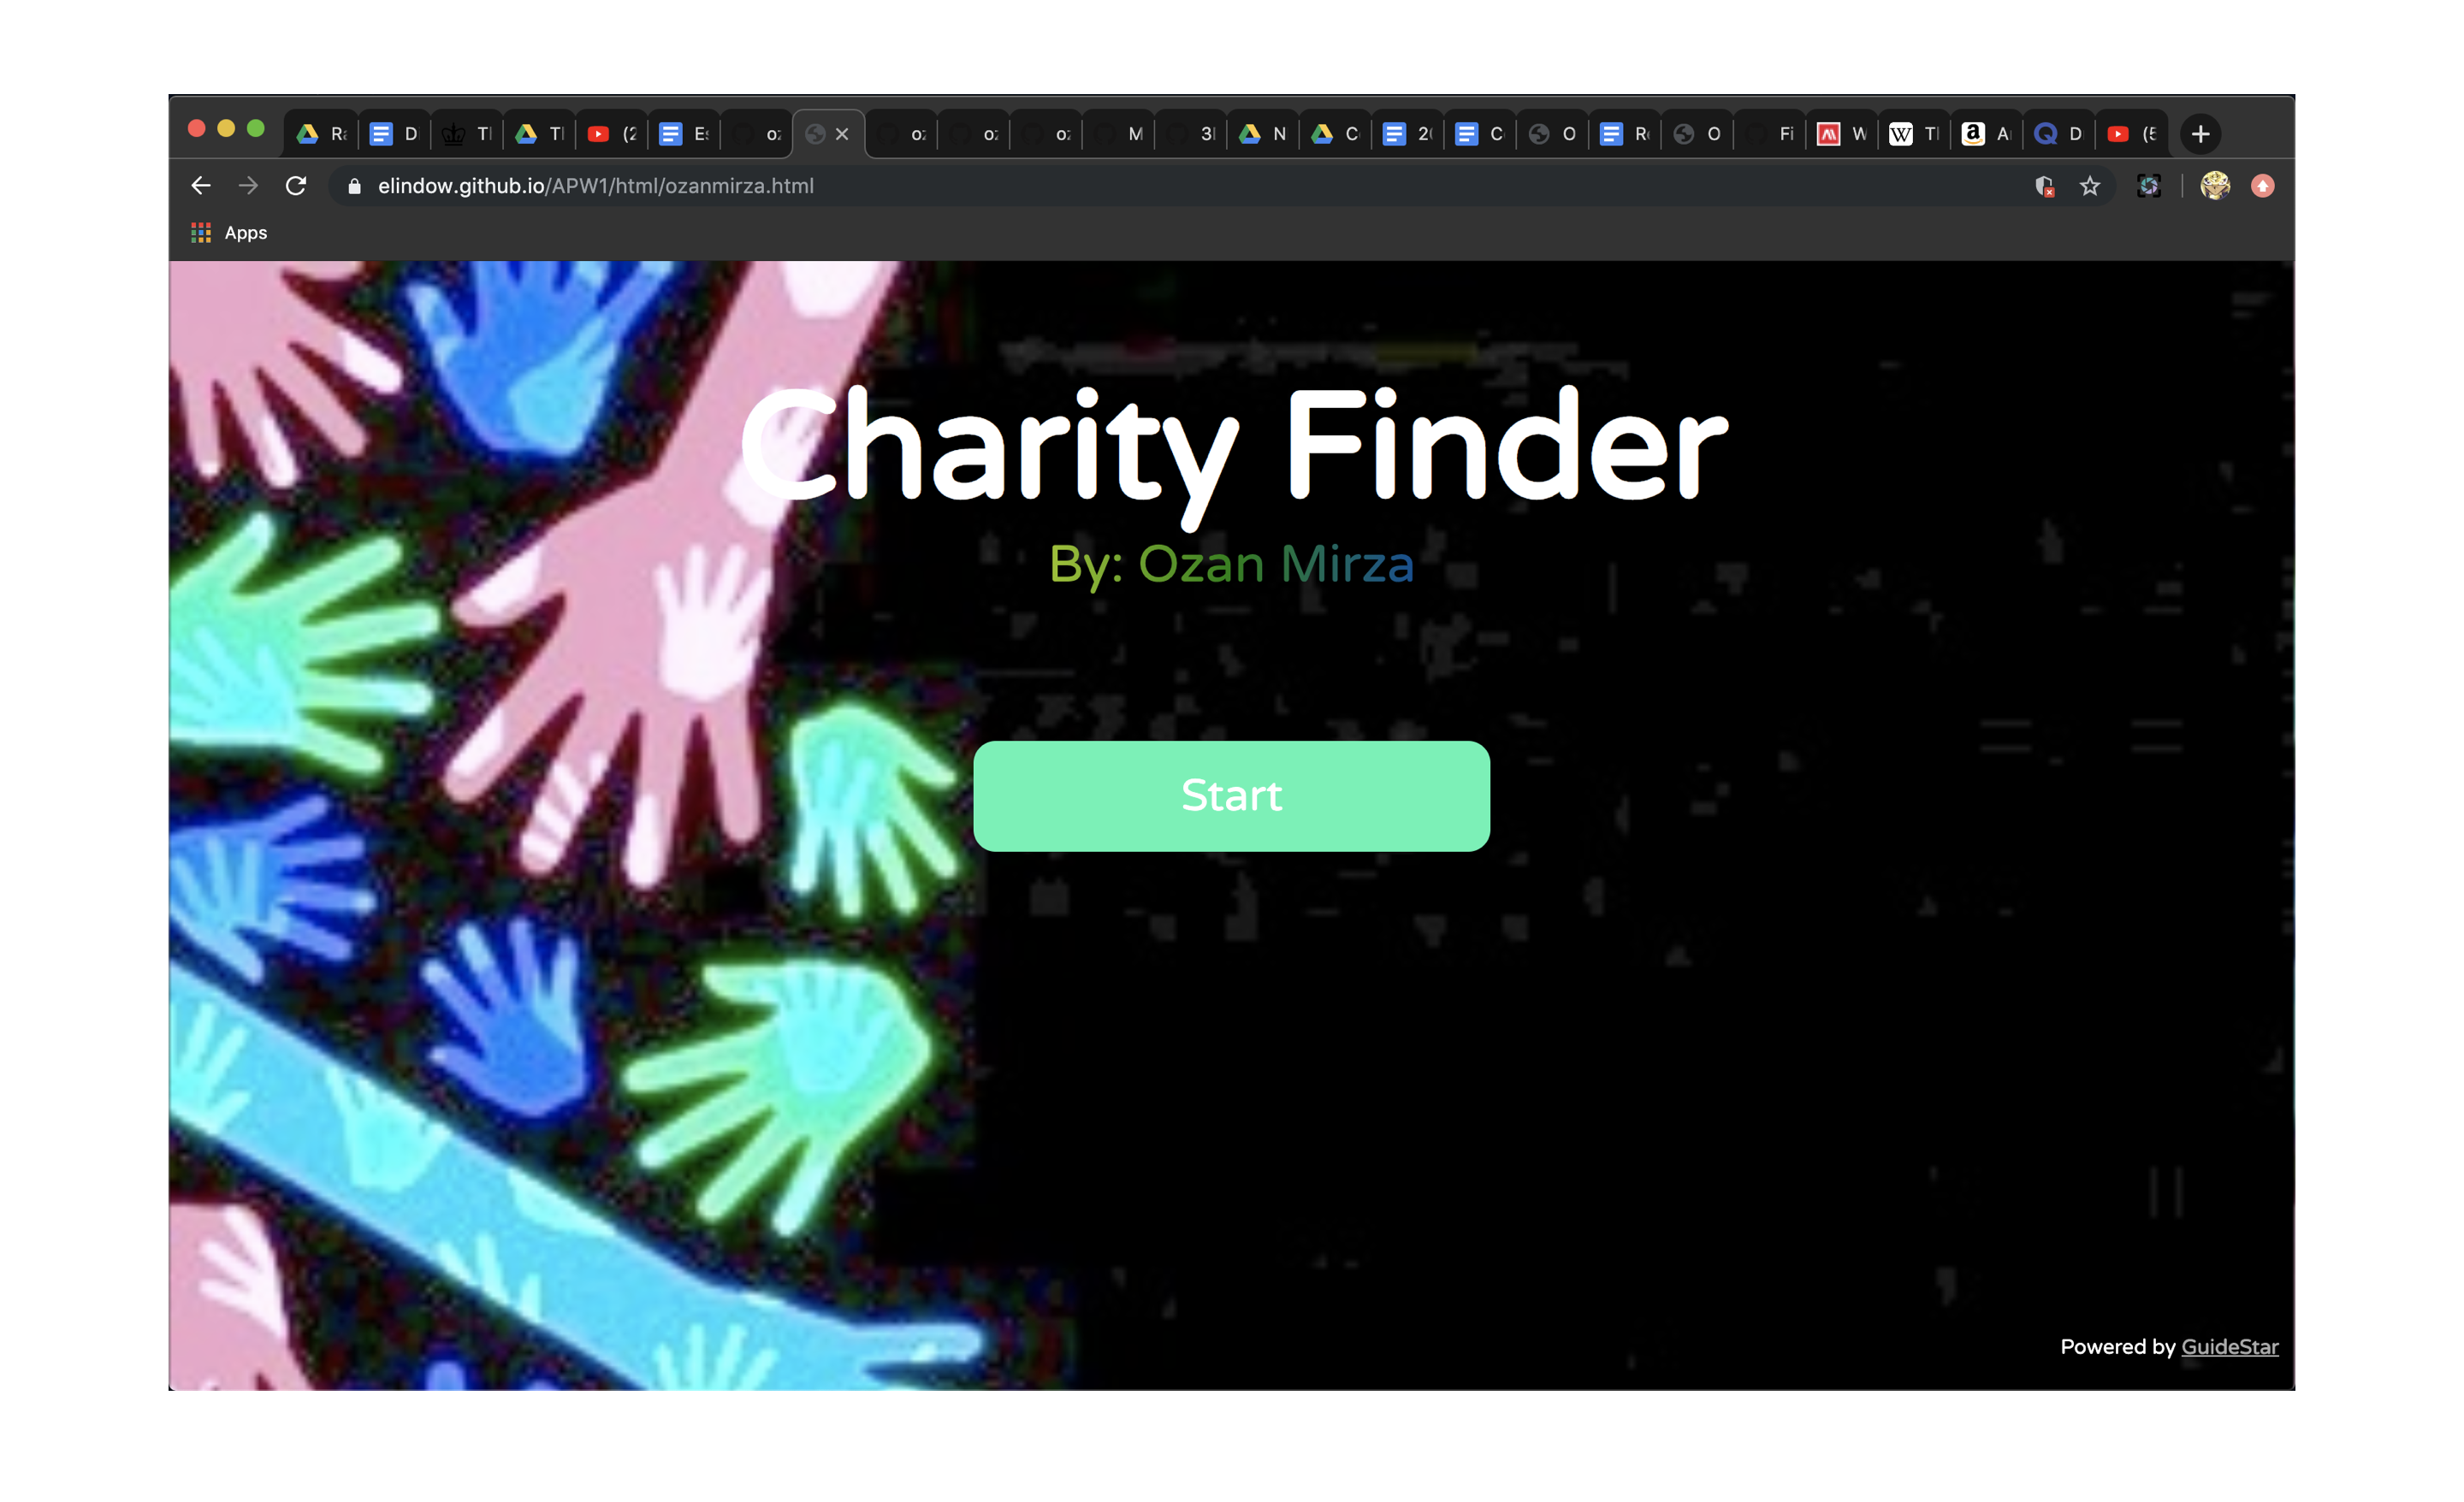 R D Tl Tl (2 Es oz oz oz oz M 3l N C 2( C O R O Fi W Tl A D (5
elindow.github.io/APW1/html/ozanmirza.html
Apps
Charity Finder
By: Ozan Mirza
Start
Powered by GuideStar